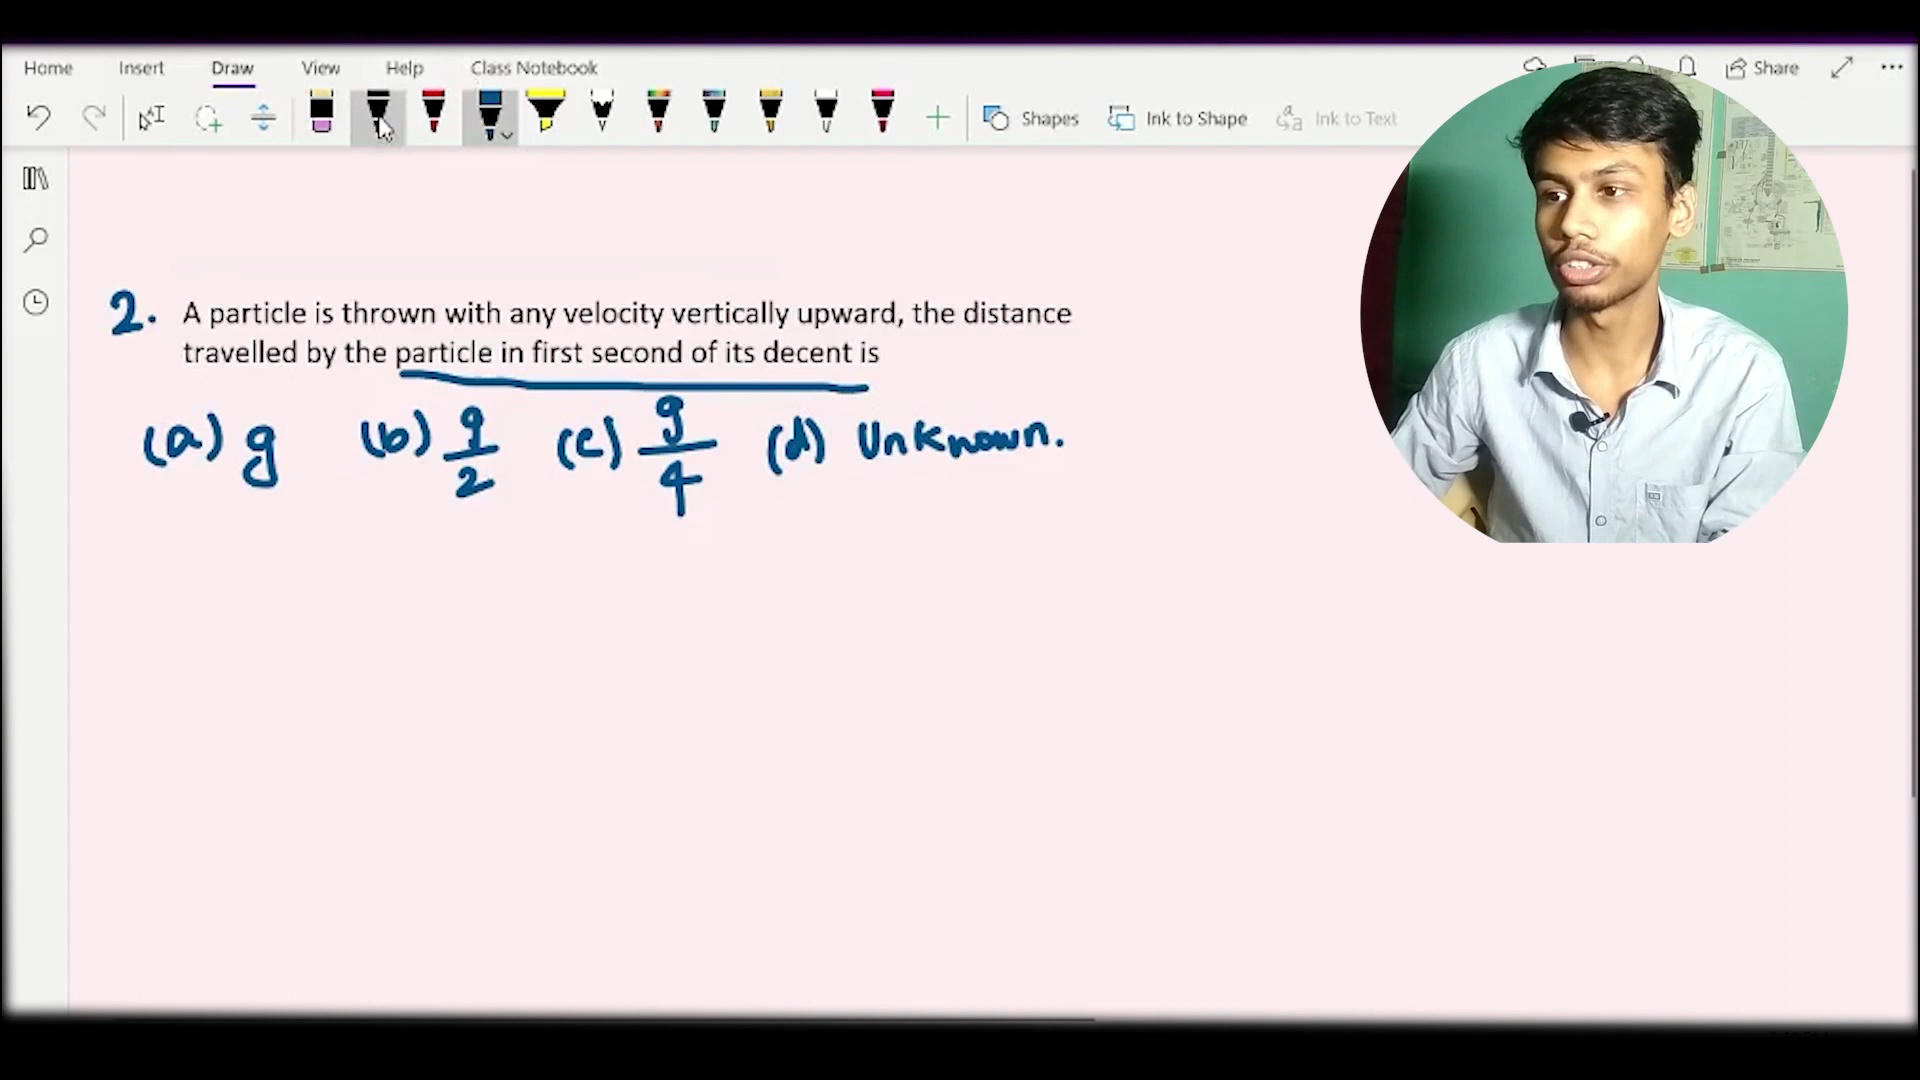 Home Insert Draw View Help Class Notebook Share
Shapes Ink to Shape Ink to Text
2. A particle is thrown with any velocity vertically upward, the distance
travelled by the particle in first second of its decent is
(a) g (b) g/2 (c) g/4 (d) Unknown.